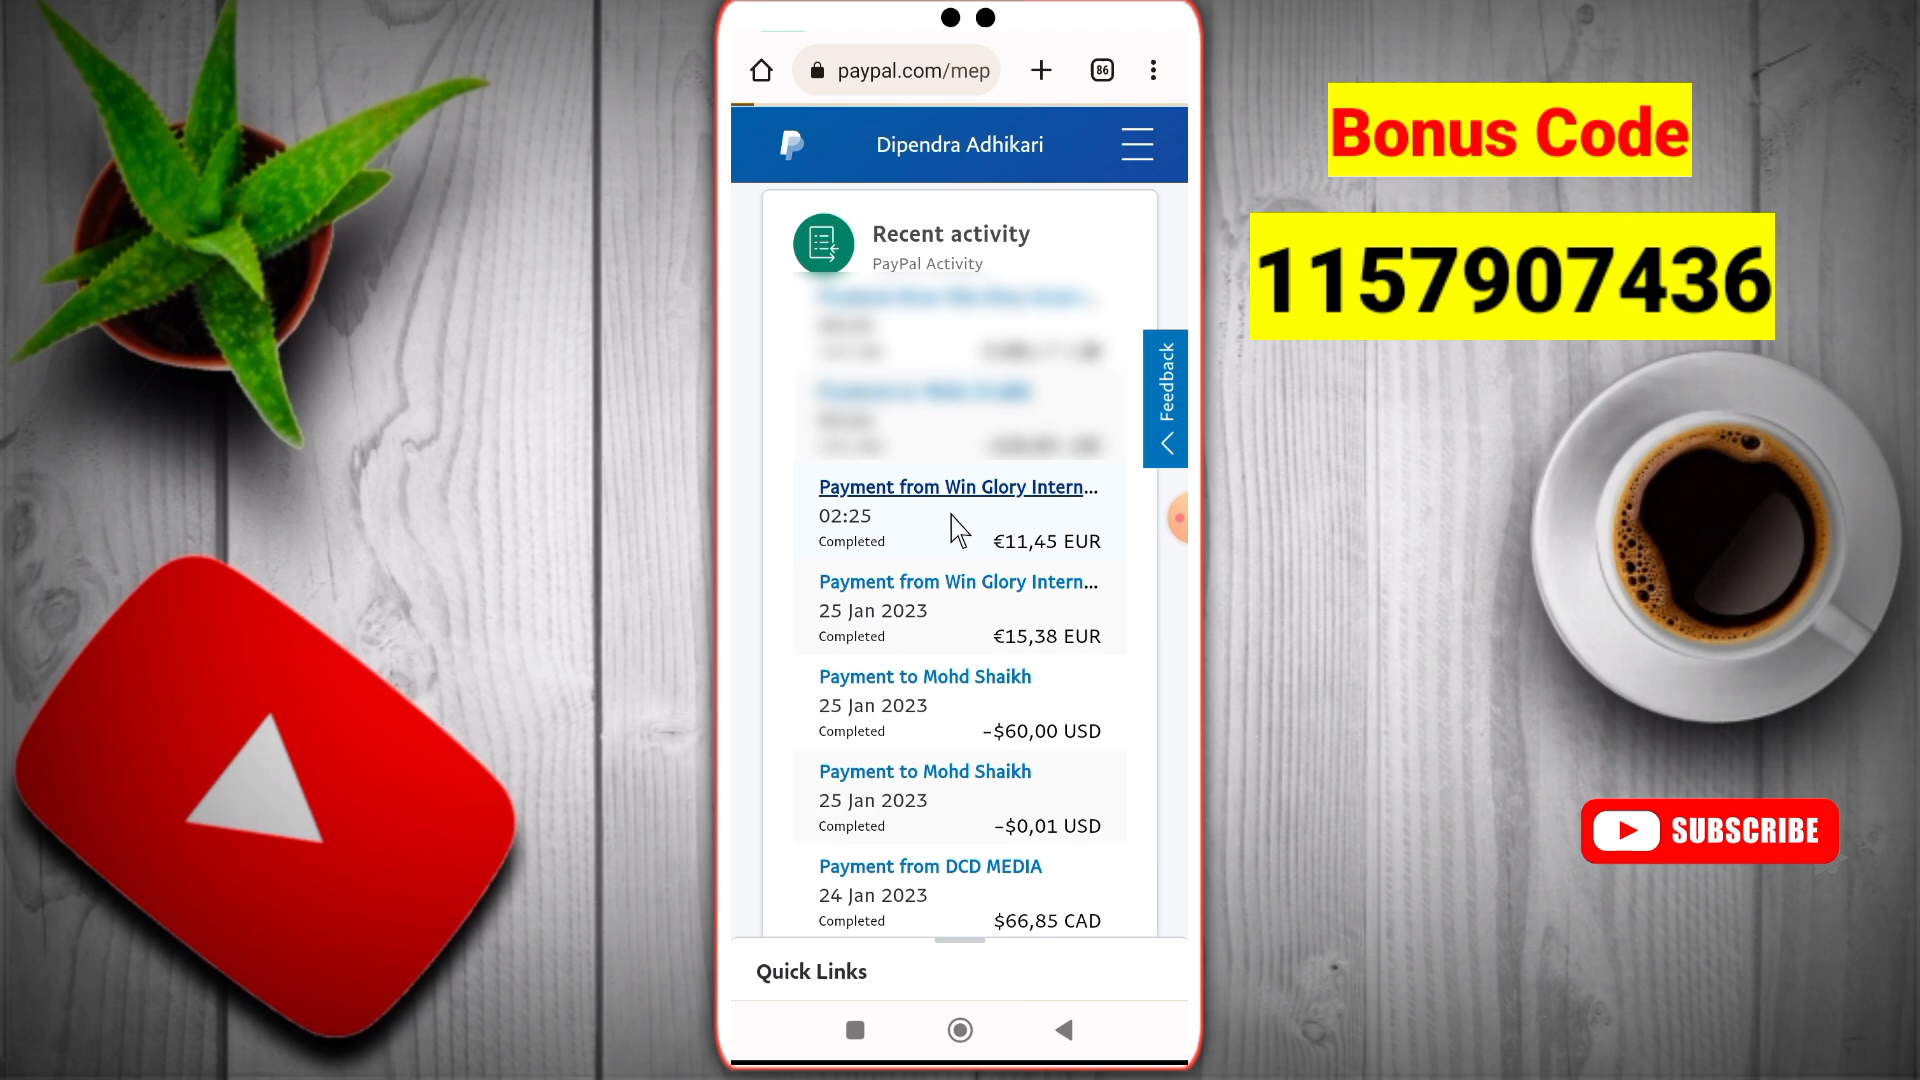 86
paypal.com/mep
Dipendra Adhikari
Recent activity
PayPal Activity
Feedback
Payment from Win Glory Intern...
02:25
Completed
€11,45 EUR
Payment from Win Glory Intern...
25 Jan 2023
Completed
€15,38 EUR
Payment to Mohd Shaikh
25 Jan 2023
Completed
-$60,00 USD
Payment to Mohd Shaikh
25 Jan 2023
Completed
-$0,01 USD
Payment from DCD MEDIA
24 Jan 2023
Completed
$66,85 CAD
Quick Links
Bonus Code
1157907436
SUBSCRIBE